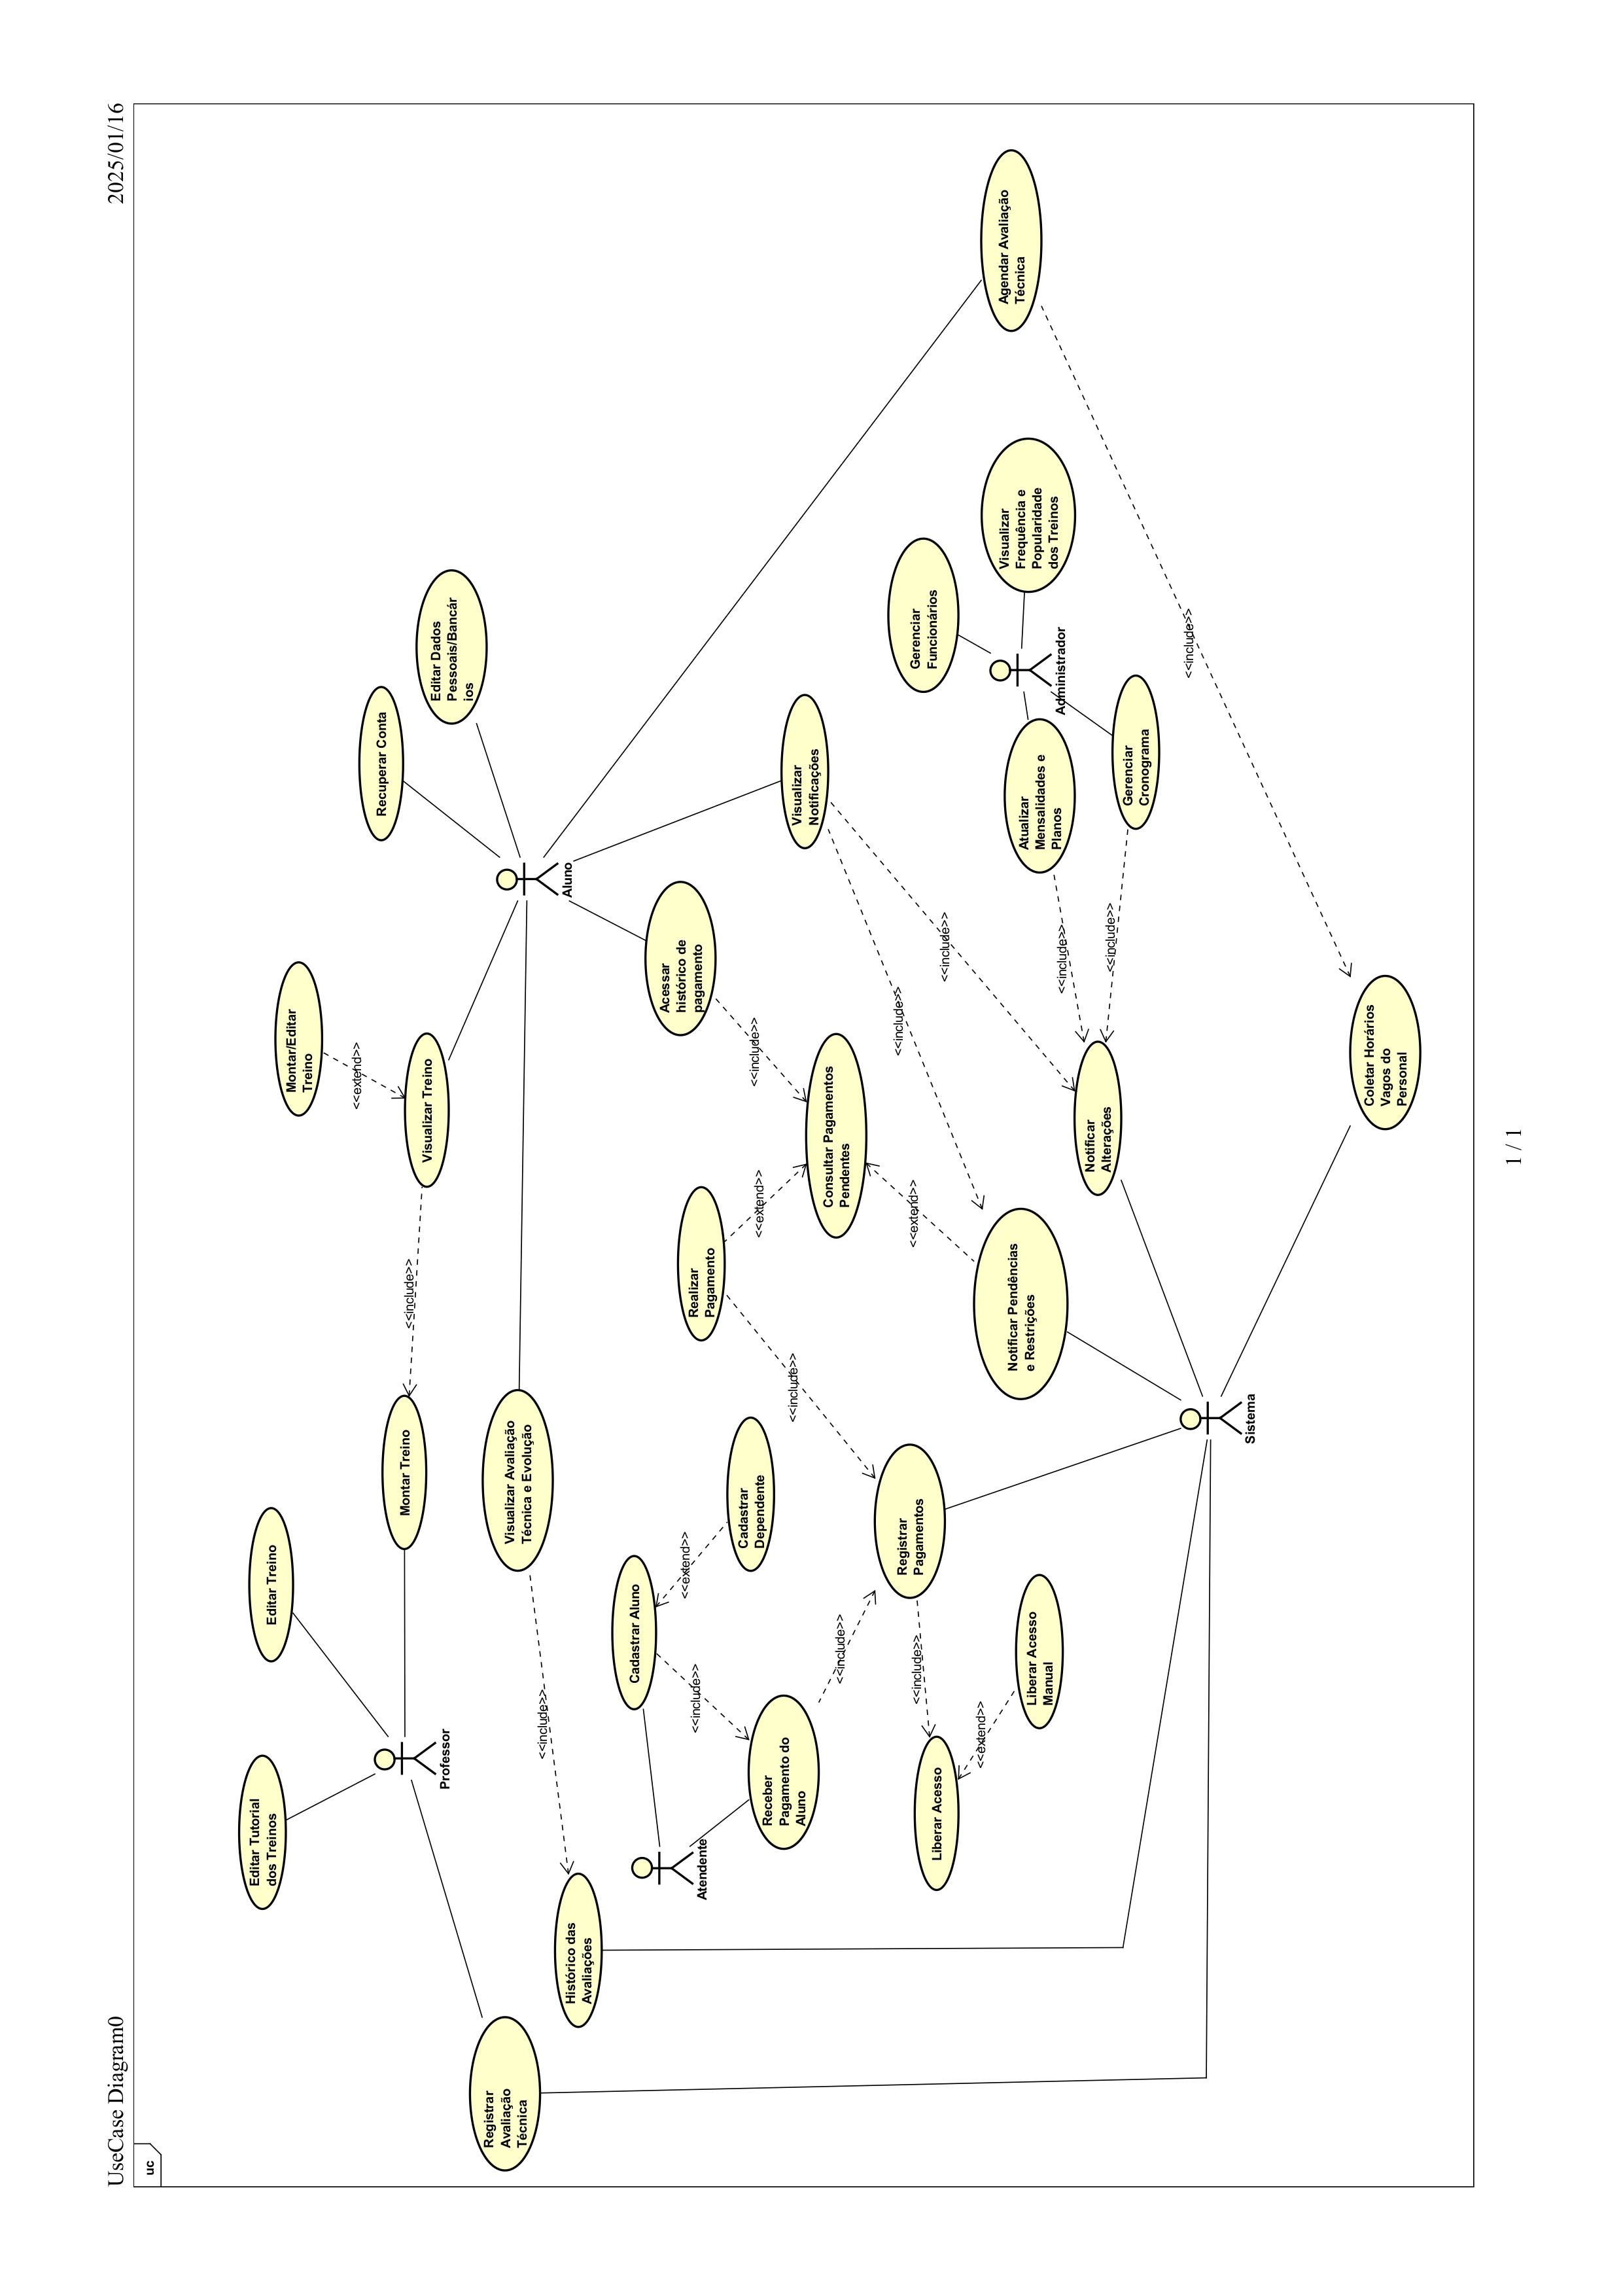 UseCase Diagram0
2025/01/16
uc
Editar Tutorial
dos Treinos
Editar Treino
Montar/Editar
Treino
<<extend>>
Recuperar Conta
Montar Treino
<<include>>
Visualizar Treino
Professor
Editar Dados
Pessoais/Bancár
ios
Registrar
Avaliação
Técnica
Visualizar Avaliação
Técnica e Evolução
<<include>>
Aluno
Histórico das
Avaliações
Cadastrar Aluno
Atendente
<<include>>
<<extend>>
Acessar
histórico de
pagamento
Realizar
Pagamento
Cadastrar
Dependente
<<extend>>
<<include>>
Receber
Pagamento do
Aluno
<<include>>
Visualizar
Notificações
<<include>>
Consultar Pagamentos
Pendentes
Registrar
Pagamentos
<<include>>
Liberar Acesso
<<extend>>
<<include>>
<<include>>
Gerenciar
Funcionários
<<extend>>
Liberar Acesso
Manual
Notificar Pendências
e Restrições
Atualizar
Mensalidades e
Planos
Administrador
Visualizar
Frequência e
Popularidade
dos Treinos
Agendar Avaliação
Técnica
<<include>>
Notificar
Alterações
<<include>>
Gerenciar
Cronograma
<<include>>
Sistema
Coletar Horários
Vagos do
Personal
1 / 1